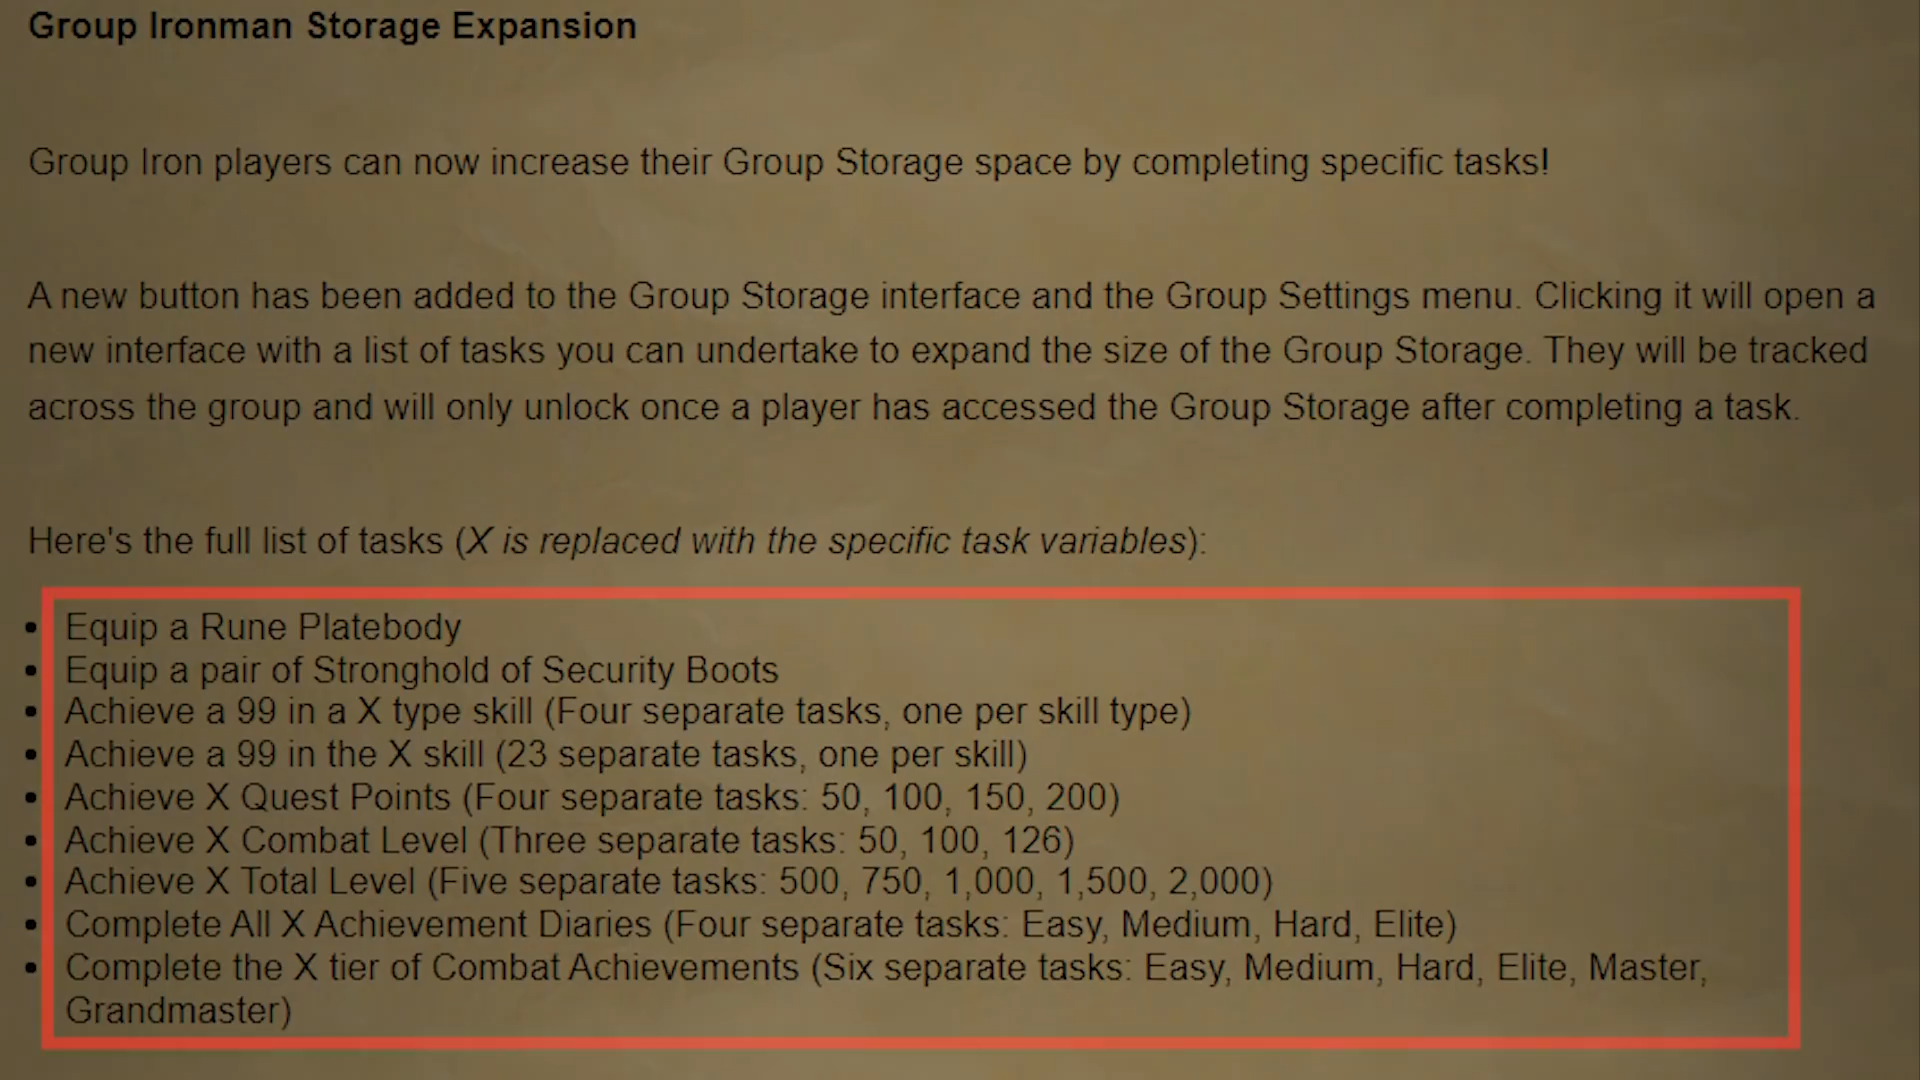 Group Ironman Storage Expansion
Group Iron players can now increase their Group Storage space by completing specific tasks!
A new button has been added to the Group Storage interface and the Group Settings menu. Clicking it will open a
new interface with a list of tasks you can undertake to expand the size of the Group Storage. They will be tracked
across the group and will only unlock once a player has accessed the Group Storage after completing a task.
Here's the full list of tasks (X is replaced with the specific task variables):
• Equip a Rune Platebody
• Equip a pair of Stronghold of Security Boots
• Achieve a 99 in a X type skill (Four separate tasks, one per skill type)
• Achieve a 99 in the X skill (23 separate tasks, one per skill)
• Achieve X Quest Points (Four separate tasks: 50, 100, 150, 200)
• Achieve X Combat Level (Three separate tasks: 50, 100, 126)
• Achieve X Total Level (Five separate tasks: 500, 750, 1,000, 1,500, 2,000)
• Complete All X Achievement Diaries (Four separate tasks: Easy, Medium, Hard, Elite)
• Complete the X tier of Combat Achievements (Six separate tasks: Easy, Medium, Hard, Elite, Master,
Grandmaster)